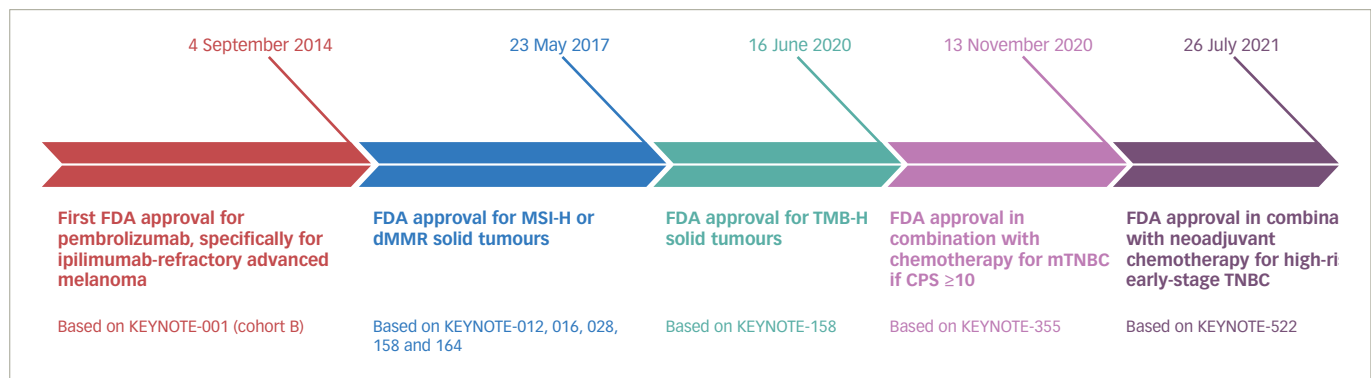 4 September 2014
23 May 2017
16 June 2020
13 November 2020
26 July 2021
First FDA approval for
pembrolizumab, specifically for
ipilimumab-refractory advanced
melanoma
Based on KEYNOTE-001 (cohort B)
FDA approval for MSI-H or
dMMR solid tumours
Based on KEYNOTE-012, 016, 028,
158 and 164
FDA approval for TMB-H
solid tumours
Based on KEYNOTE-158
FDA approval in
combination with
chemotherapy for mTNBC
if CPS ≥10
Based on KEYNOTE-355
FDA approval in combina
with neoadjuvant
chemotherapy for high-ri
early-stage TNBC
Based on KEYNOTE-522